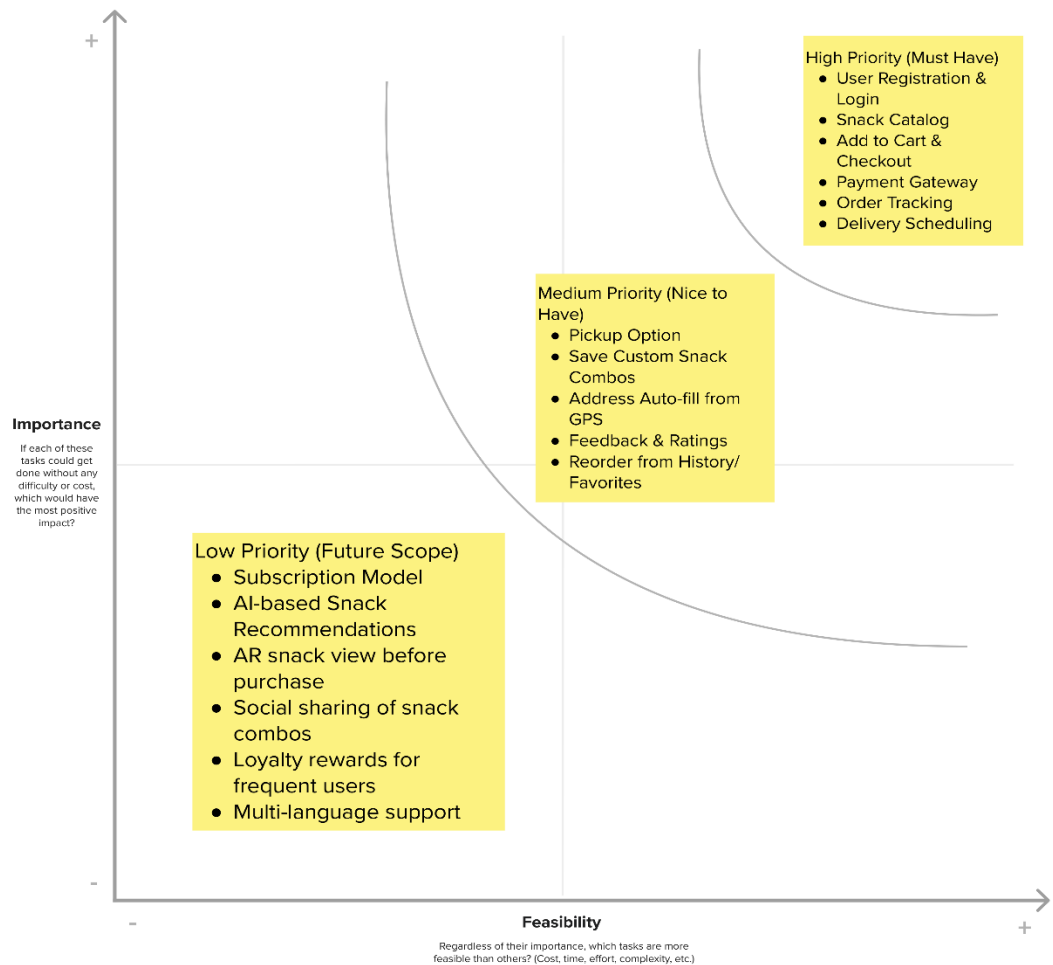 +
High Priority (Must Have)
● User Registration &
Login
● Snack Catalog
● Add to Cart &
Checkout
● Payment Gateway
● Order Tracking
● Delivery Scheduling
Medium Priority (Nice to
Have)
● Pickup Option
● Save Custom Snack
Combos
● Address Auto-fill from
GPS
● Feedback & Ratings
● Reorder from History/
Favorites
Importance
If each of these
tasks could get
done without any
difficulty or cost,
which would have
the most positive
impact?
Low Priority (Future Scope)
● Subscription Model
● AI-based Snack
Recommendations
● AR snack view before
purchase
● Social sharing of snack
combos
● Loyalty rewards for
frequent users
● Multi-language support
-
-
Feasibility
+
Regardless of their importance, which tasks are more
feasible than others? (Cost, time, effort, complexity, etc.)